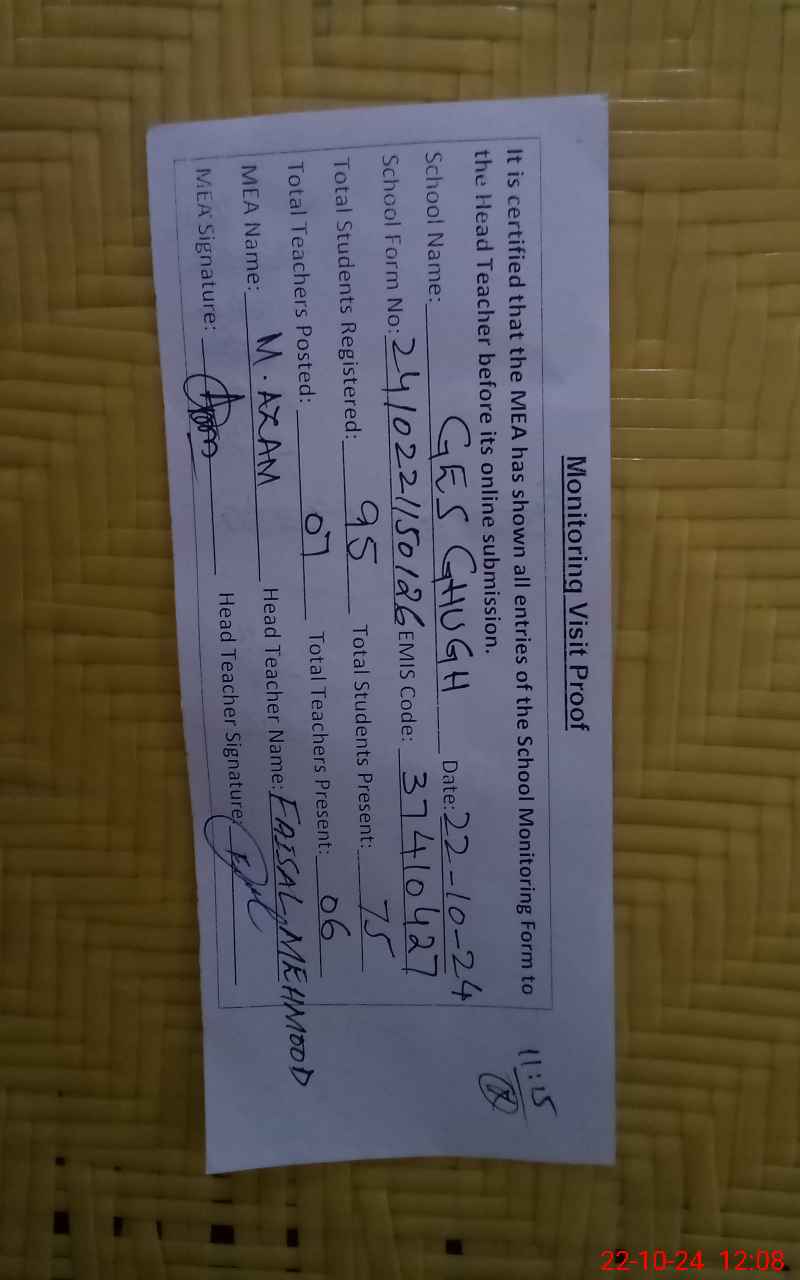 Monitoring Visit Proof
11:15
It is certified that the MEA has shown all entries of the School Monitoring Form to
the Head Teacher before its online submission.
School Name: GES GHUGH Date: 22-10-24
School Form No: 2410221150126 EMIS Code: 37410427
Total Students Registered: 95 Total Students Present: 75
Total Teachers Posted: 07 Total Teachers Present: 06
MEA Name: M. AZAM Head Teacher Name: FAISAL MEHMOOD
MEA Signature: Head Teacher Signature:
22-10-24 12:08